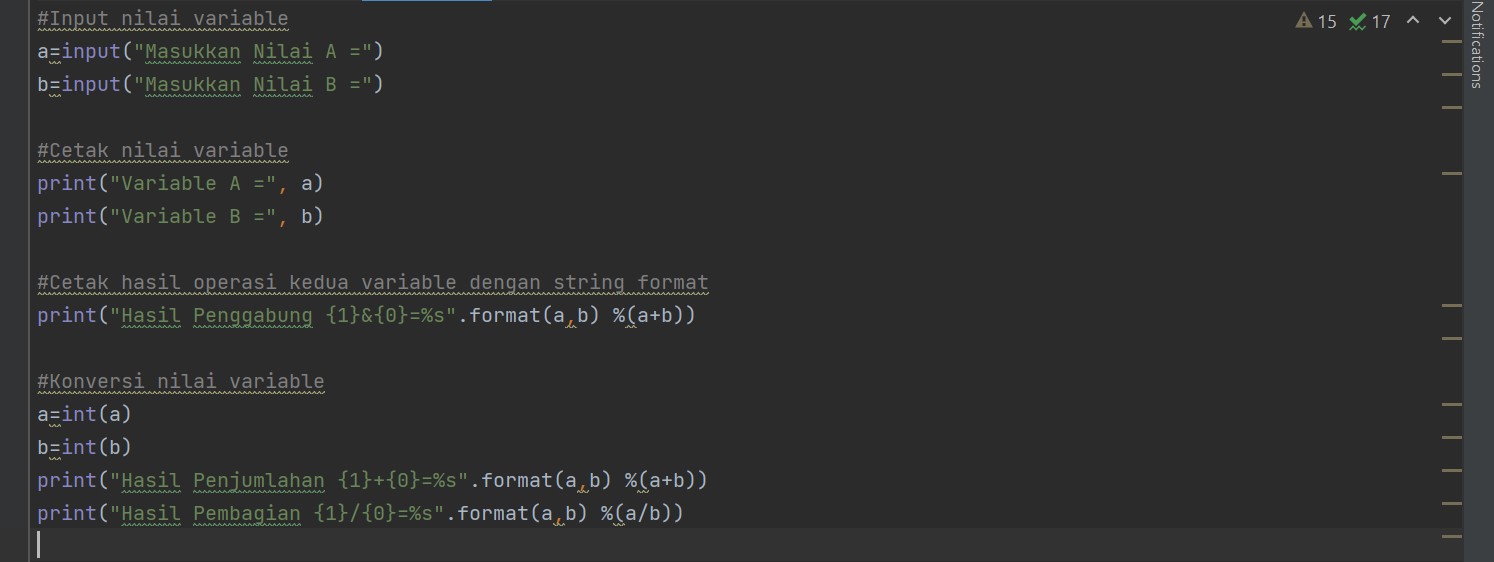 #Input nilai variable
a=input("Masukkan Nilai A =")
b=input("Masukkan Nilai B =")
#Cetak nilai variable
print("Variable A =", a)
print("Variable B =", b)
#Cetak hasil operasi kedua variable dengan string format
print("Hasil Penggabung {1}&{0}=%s".format(a,b) %(a+b))
#Konversi nilai variable
a=int(a)
b=int(b)
print("Hasil Penjumlahan {1}+{0}=%s".format(a,b) %(a+b))
print("Hasil Pembagian {1}/{0}=%s".format(a,b) %(a/b))
15 17
Notifications